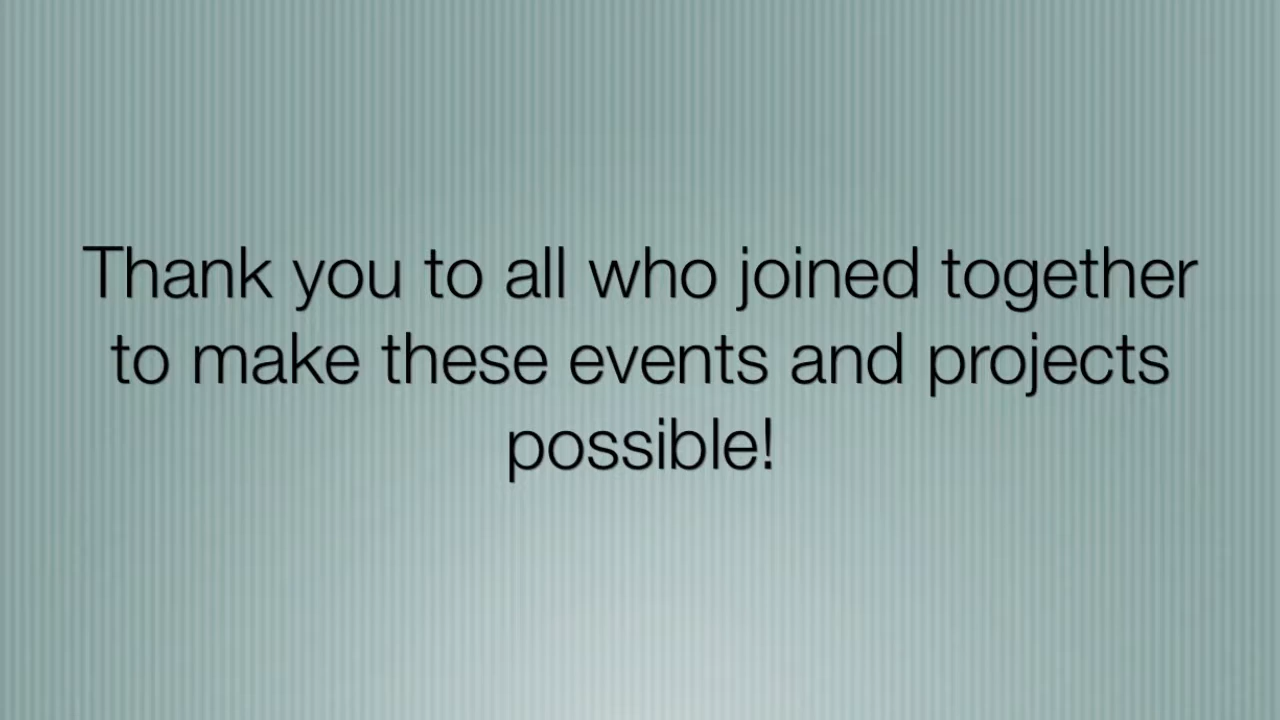 Thank you to all who joined together
to make these events and projects
possible!